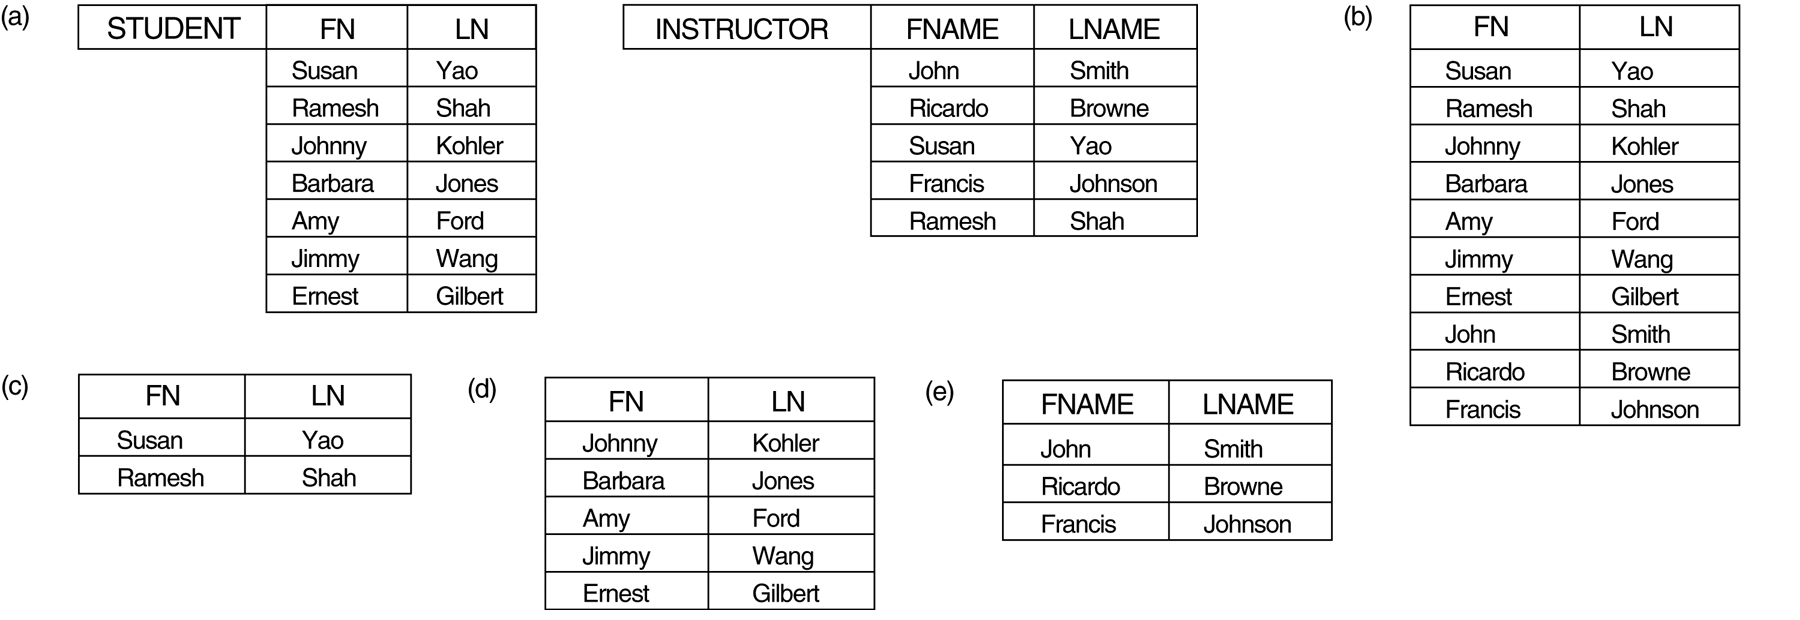 (a)
STUDENT FN LN
Susan Yao
Ramesh Shah
Johnny Kohler
Barbara Jones
Amy Ford
Jimmy Wang
Ernest Gilbert
INSTRUCTOR FNAME LNAME
John Smith
Ricardo Browne
Susan Yao
Francis Johnson
Ramesh Shah
(b)
FN LN
Susan Yao
Ramesh Shah
Johnny Kohler
Barbara Jones
Amy Ford
Jimmy Wang
Ernest Gilbert
John Smith
Ricardo Browne
Francis Johnson
(c)
FN LN
Susan Yao
Ramesh Shah
(d)
FN LN
Johnny Kohler
Barbara Jones
Amy Ford
Jimmy Wang
Ernest Gilbert
(e)
FNAME LNAME
John Smith
Ricardo Browne
Francis Johnson